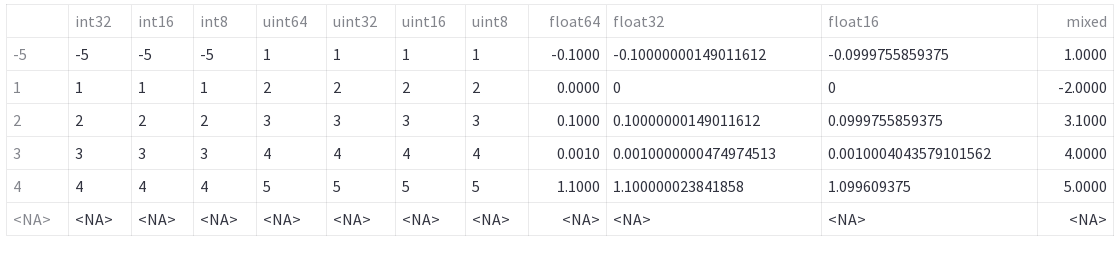 int32 int16 int8 uint64 uint32 uint16 uint8 float64 float32 float16 mixed
-5 -5 -5 -5 1 1 1 1 -0.1000 -0.10000000149011612 -0.0999755859375 1.0000
1 1 1 1 2 2 2 2 0.0000 0 0 -2.0000
2 2 2 2 3 3 3 3 0.1000 0.10000000149011612 0.0999755859375 3.1000
3 3 3 3 4 4 4 4 0.0010 0.0010000000474974513 0.0010004043579101562 4.0000
4 4 4 4 5 5 5 5 1.1000 1.100000023841858 1.099609375 5.0000
<NA> <NA> <NA> <NA> <NA> <NA> <NA> <NA> <NA> <NA> <NA> <NA>